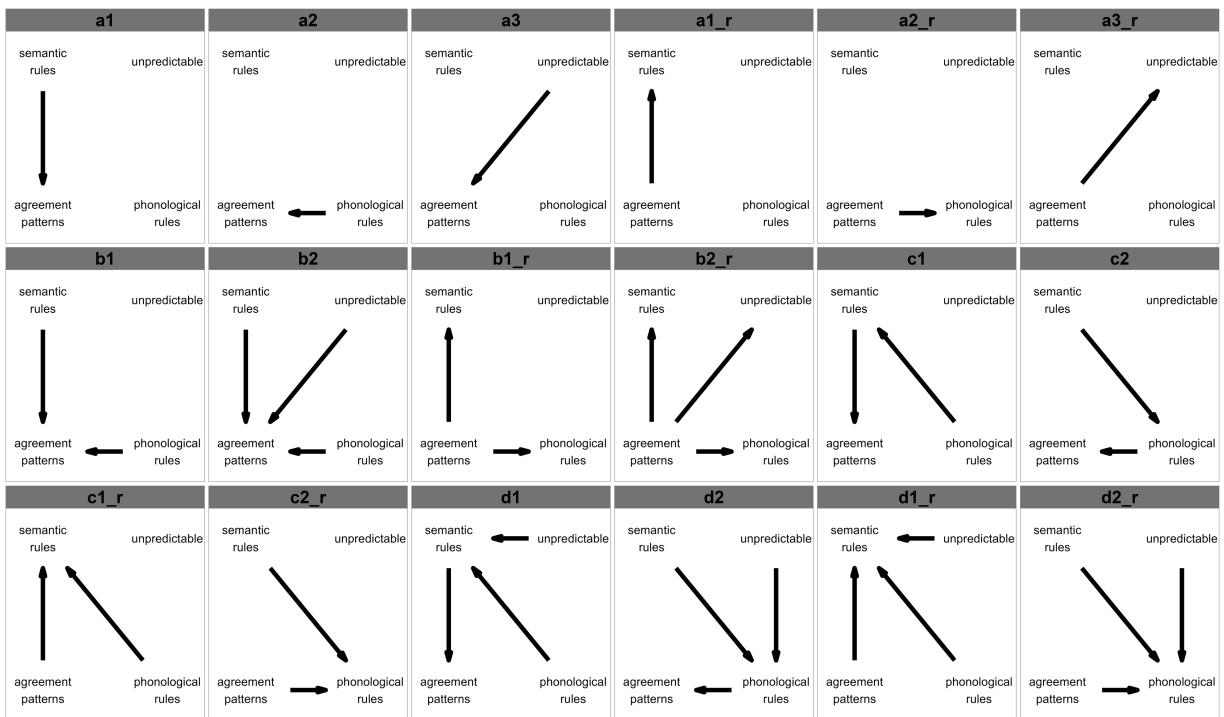 a1
a2
a3
a1_r
a2_r
a3_r
semantic
rules
unpredictable
agreement
patterns
phonological
rules
semantic
rules
unpredictable
agreement
patterns
phonological
rules
semantic
rules
unpredictable
agreement
patterns
phonological
rules
semantic
rules
unpredictable
agreement
patterns
phonological
rules
semantic
rules
unpredictable
agreement
patterns
phonological
rules
semantic
rules
unpredictable
agreement
patterns
phonological
rules
b1
b2
b1_r
b2_r
c1
c2
semantic
rules
unpredictable
agreement
patterns
phonological
rules
semantic
rules
unpredictable
agreement
patterns
phonological
rules
semantic
rules
unpredictable
agreement
patterns
phonological
rules
semantic
rules
unpredictable
agreement
patterns
phonological
rules
semantic
rules
unpredictable
agreement
patterns
phonological
rules
semantic
rules
unpredictable
agreement
patterns
phonological
rules
c1_r
c2_r
d1
d2
d1_r
d2_r
semantic
rules
unpredictable
agreement
patterns
phonological
rules
semantic
rules
unpredictable
agreement
patterns
phonological
rules
semantic
rules
unpredictable
agreement
patterns
phonological
rules
semantic
rules
unpredictable
agreement
patterns
phonological
rules
semantic
rules
unpredictable
agreement
patterns
phonological
rules
semantic
rules
unpredictable
agreement
patterns
phonological
rules